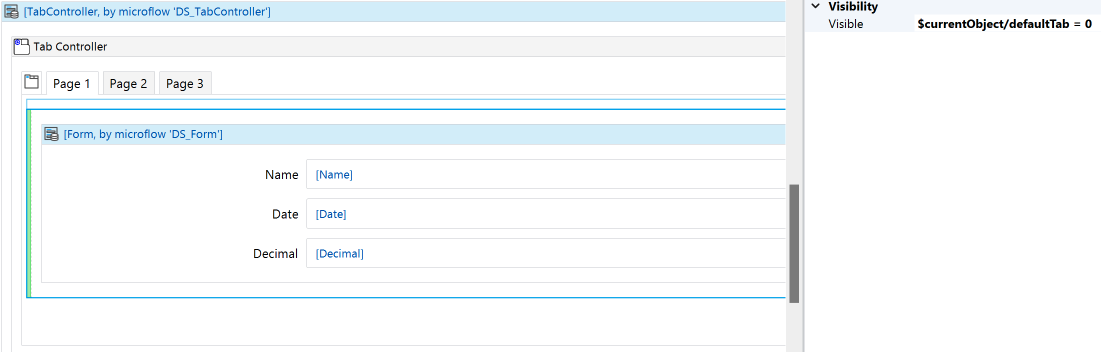 [TabController, by microflow 'DS_TabController']
Visibility
Visible $currentObject/defaultTab = 0
Tab Controller
Page 1 Page 2 Page 3
[Form, by microflow 'DS_Form']
Name [Name]
Date [Date]
Decimal [Decimal]